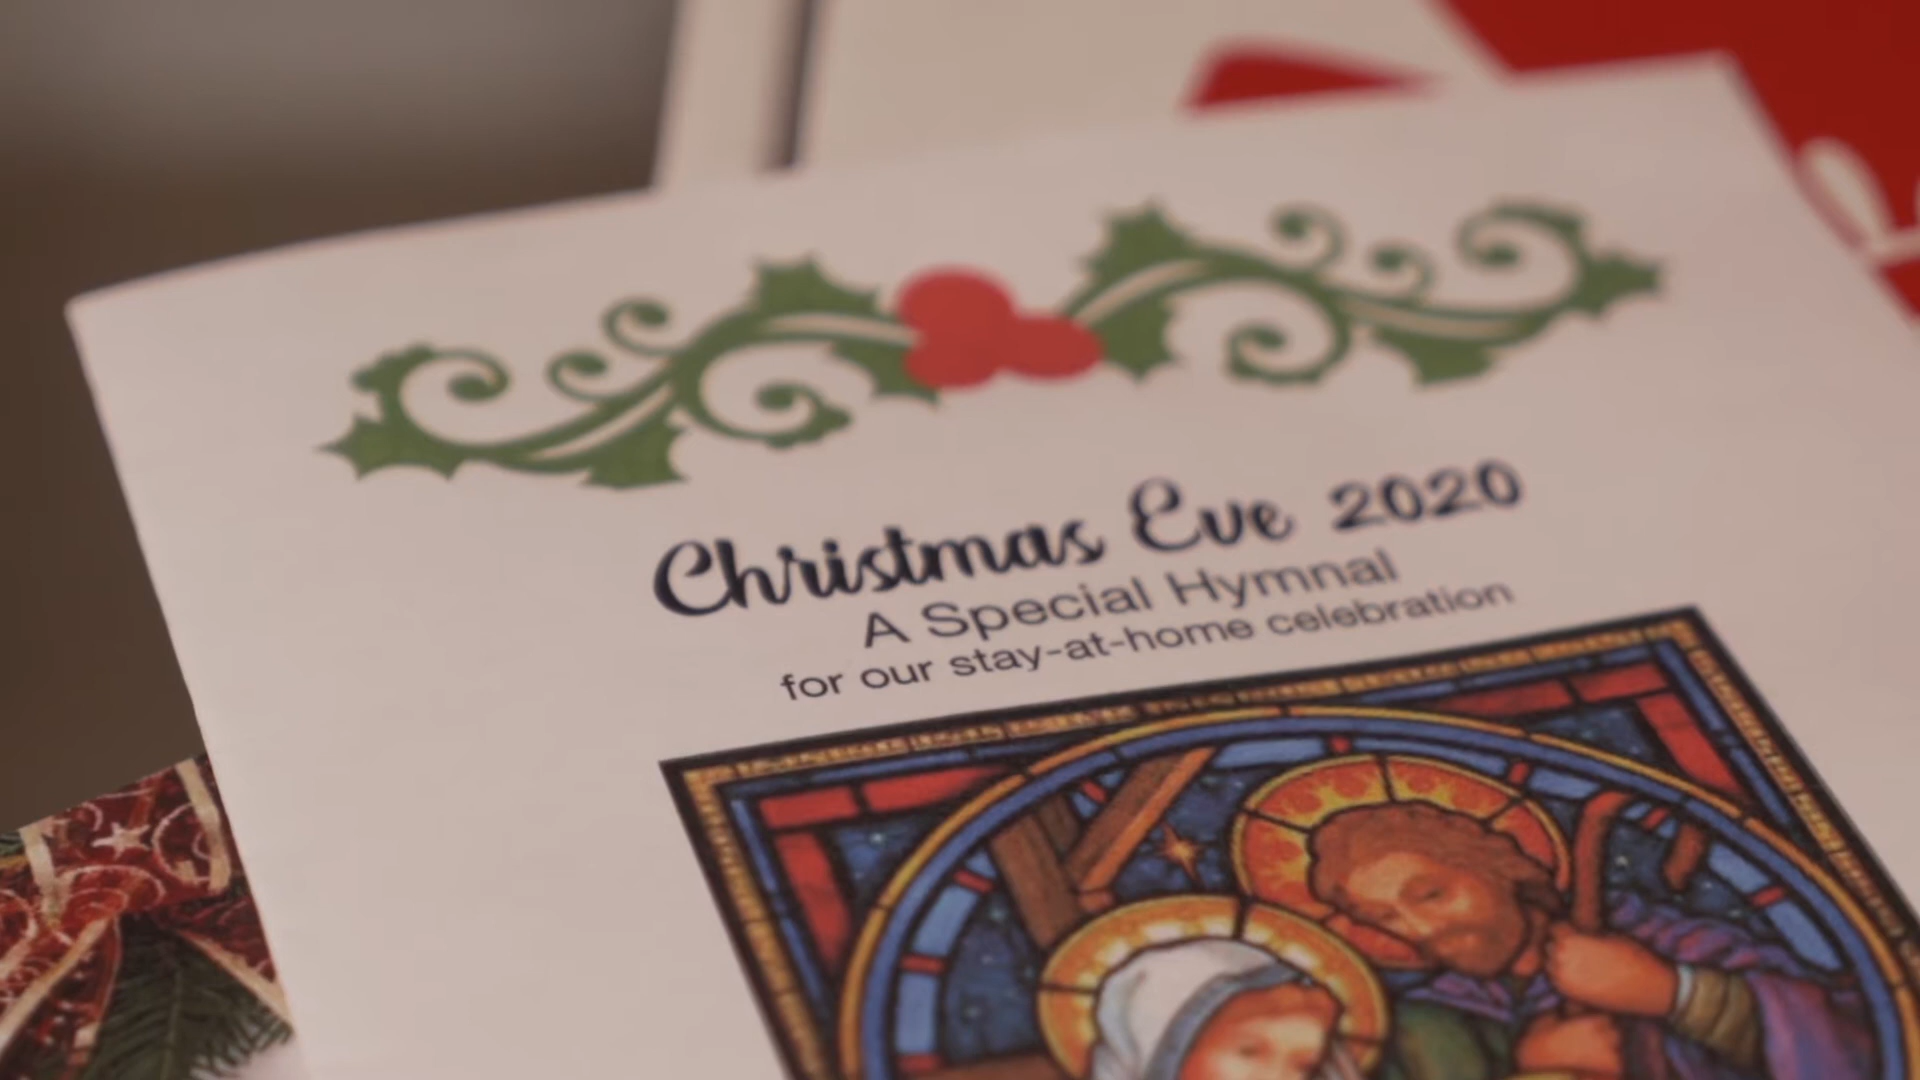 Christmas Eve 2020
A Special Hymnal
for our stay-at-home celebration